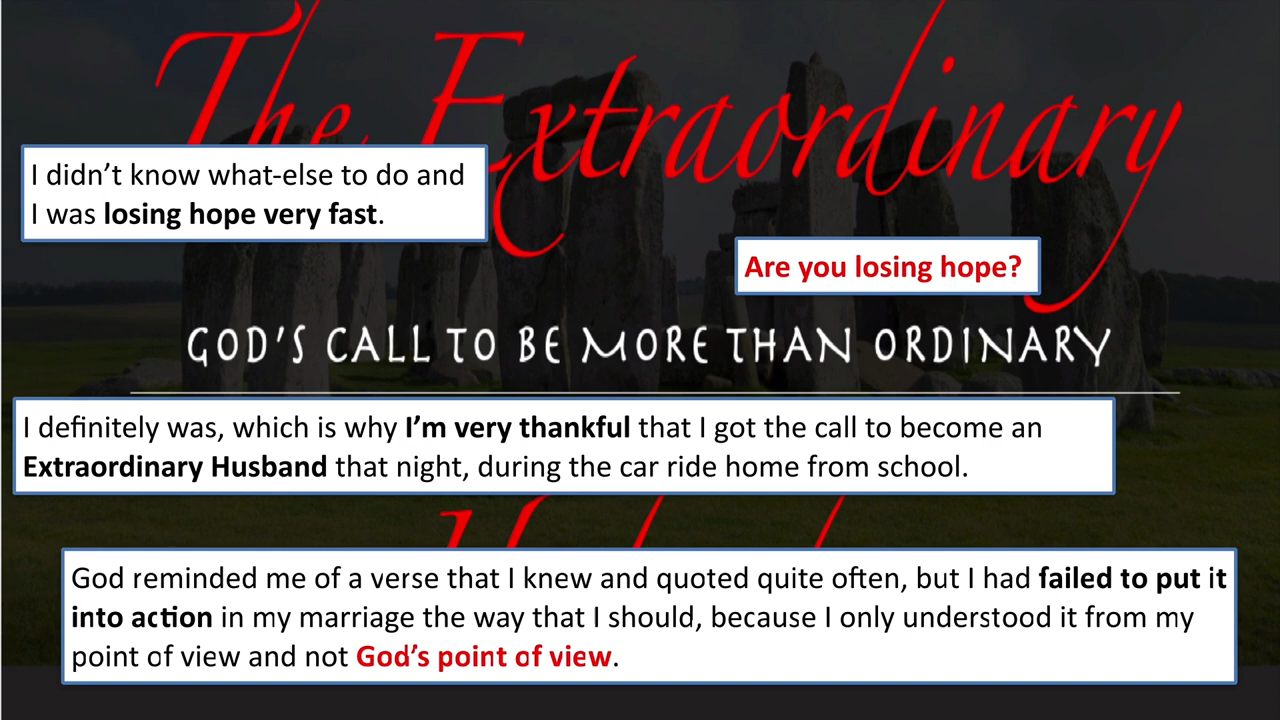 The Extraordinary
I didn't know what-else to do and
I was losing hope very fast.
Are you losing hope?
GOD'S CALL TO BE MORE THAN ORDINARY
I definitely was, which is why I'm very thankful that I got the call to become an
Extraordinary Husband that night, during the car ride home from school.
God reminded me of a verse that I knew and quoted quite often, but I had failed to put it
into action in my marriage the way that I should, because I only understood it from my
point of view and not God's point of view.